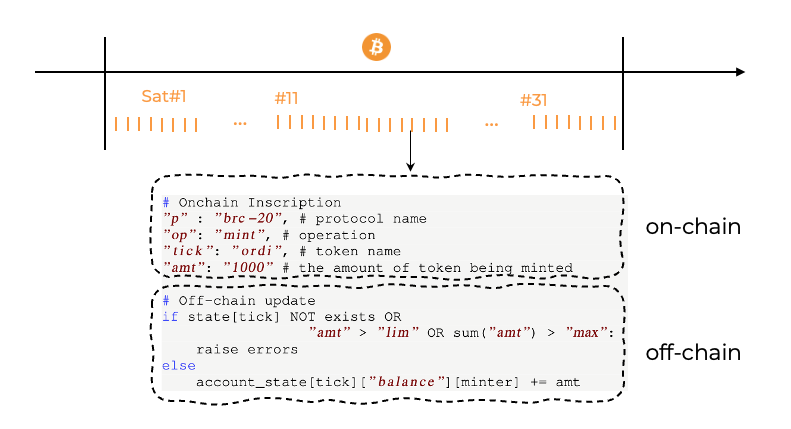 ₿
Sat#1 ... #11 ... #31
# Onchain Inscription
"p" : "brc-20", # protocol name
"op": "mint", # operation
"tick": "ordi", # token name
"amt": "1000" # the amount of token being minted
on-chain
# Off-chain update
if state[tick] NOT exists OR
"amt" > "lim" OR sum("amt") > "max":
raise errors
else
account_state[tick]["balance"][minter] += amt
off-chain